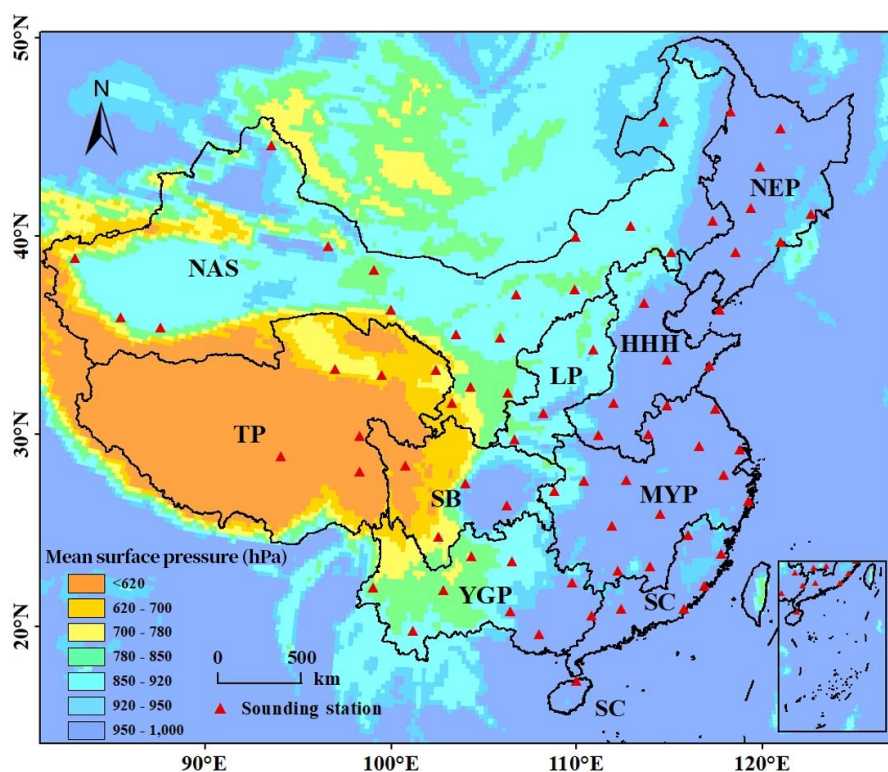 50°N
N
NEP
40°N
NAS
HHH
LP
30°N
TP
SB
MYP
Mean surface pressure (hPa)
<620
620 - 700
YGP
SC
700 - 780
20°N
780 - 850
0 500
850 - 920
km
920 - 950
Sounding station
SC
950 - 1,000
90°E 100°E 110°E 120°E